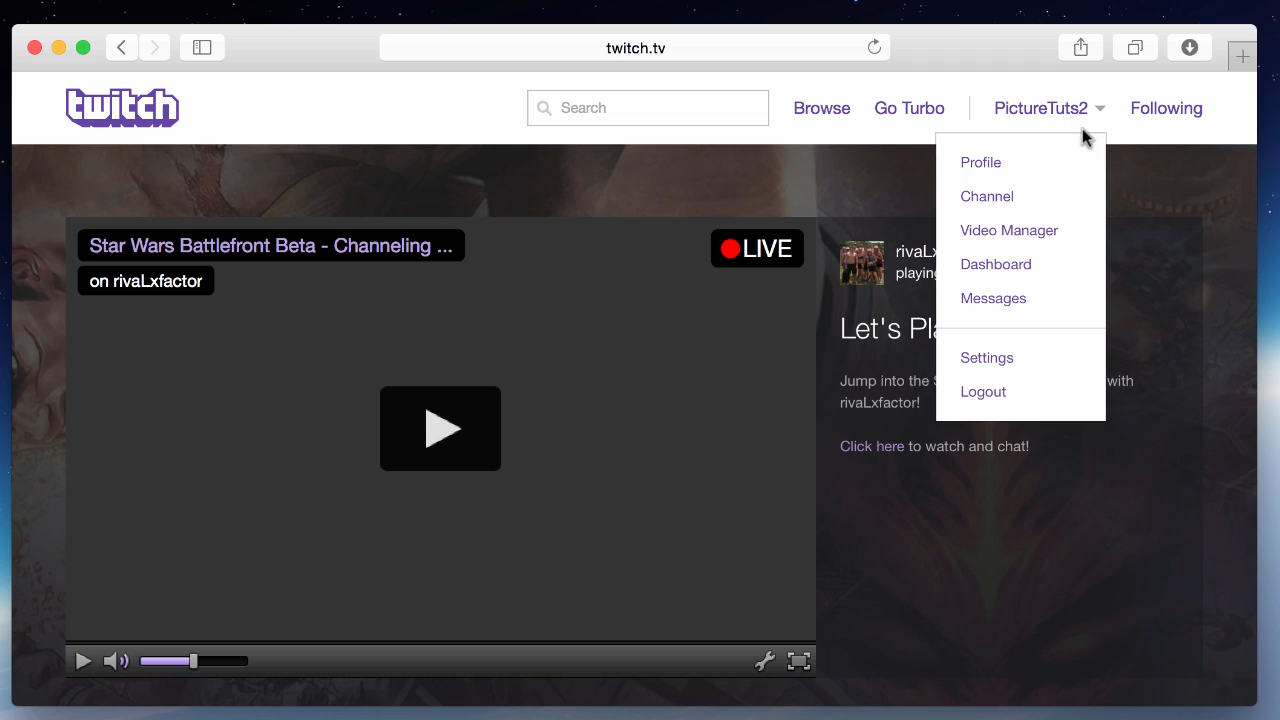 twitch.tv
twitch
Search
Browse
Go Turbo
PictureTuts2
Following
Profile
Channel
Video Manager
Dashboard
Messages
Settings
Logout
Star Wars Battlefront Beta - Channeling ...
on rivaLxfactor
LIVE
rivaLx
playing
Let's Pl
Jump into the
with
rivaLxfactor!
Click here to watch and chat!